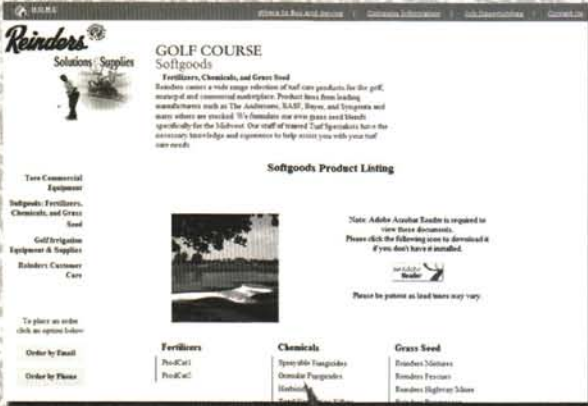 HOME
Where to Buy and Service | Company Information | Job Opportunities | Contact Us
Reinders
Solutions Supplies
GOLF COURSE
Softgoods
Fertilizers, Chemicals, and Grass Seed
Reinders carries a wide range selection of turf care products for the golf,
municipal and commercial marketplace. Product lines from leading
manufacturers such as The Andersons, BASF, Bayer, and Syngenta and
many others are stocked. We formulate our own grass seed blends
specifically for the Midwest. Our staff of trained Turf Specialists have the
necessary knowledge and experience to help assist you with your turf
care needs
Softgoods Product Listing
Toro Commercial
Equipment
Softgoods: Fertilizers,
Chemicals, and Grass
Seed
Golf Irrigation
Equipment & Supplies
Reinders Customer
Care
To place an order
click an option below
Order by Email
Order by Phone
Note: Adobe Acrobat Reader is required to
view these documents.
Please click the following icon to download it
if you don't have it installed.
Get Adobe
Reader
Please be patient as load times may vary.
Fertilizers
ProdCat1
ProdCat2
Chemicals
Sprayable Fungicides
Granular Fungicides
Herbicid
Grass Seed
Reinders Mixtures
Reinders Fescues
Reinders Highway Mixes